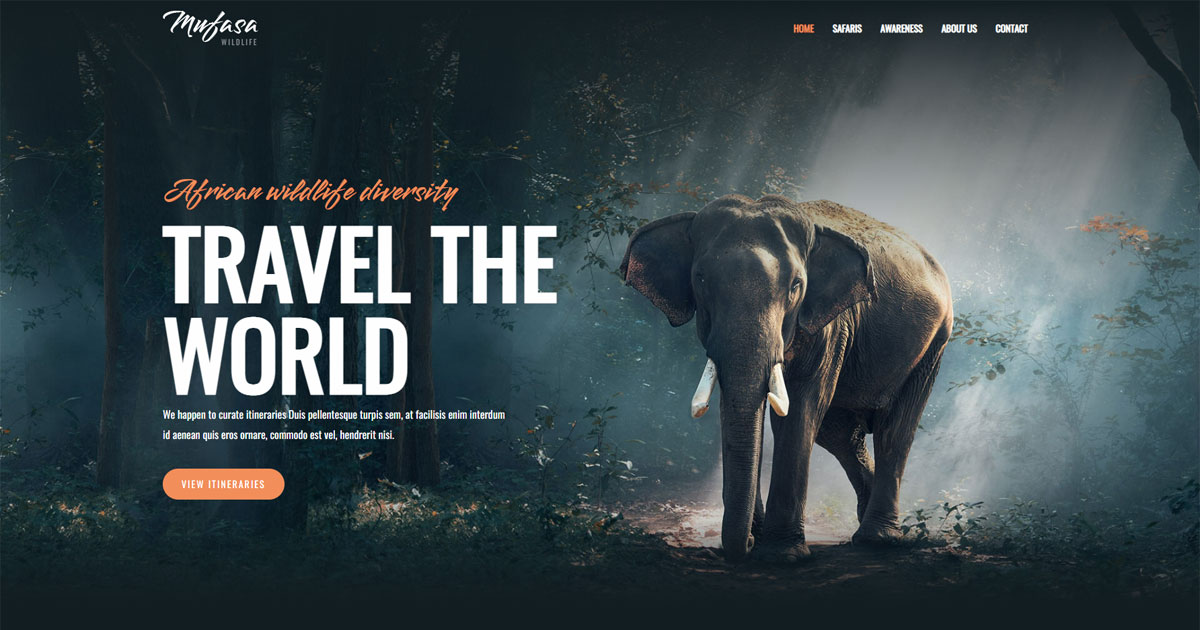 Mufasa
WILDLIFE
HOME SAFARIS AWARENESS ABOUT US CONTACT
African wildlife diversity
TRAVEL THE
WORLD
We happen to curate itineraries Duis pellentesque turpis sem, at facilisis enim interdum
id aenean quis eros ornare, commodo est vel, hendrerit nisi.
VIEW ITINERARIES